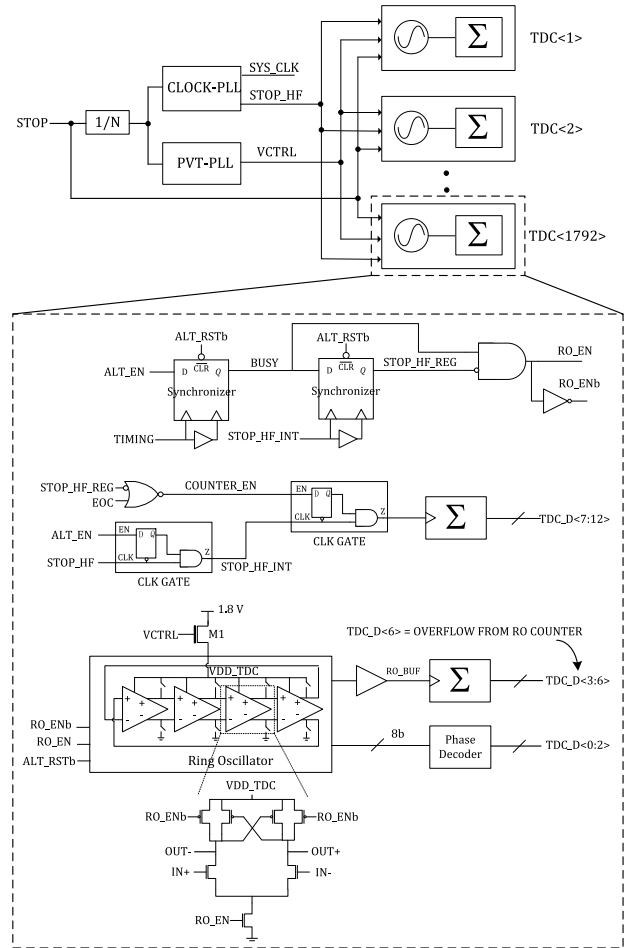 TDC<1>
SYS_CLK
CLOCK-PLL
STOP_HF
STOP
1/N
TDC<2>
PVT-PLL
VCTRL
TDC<1792>
Σ
Σ
Σ
ALT_RSTb
ALT_RSTb
ALT_EN
D CLR Q
BUSY
D CLR Q
STOP_HF_REG
RO_EN
Synchronizer
Synchronizer
RO_ENb
TIMING
STOP_HF_INT
STOP_HF_REG
EOC
COUNTER_EN
EN D Q
CLK
Z
Σ
TDC_D<7:12>
ALT_EN
EN D Q
Z
CLK GATE
STOP_HF
CLK
STOP_HF_INT
CLK GATE
1.8 V
VCTRL
M1
TDC_D<6> = OVERFLOW FROM RO COUNTER
VDD_TDC
RO_BUF
Σ
TDC_D<3:6>
+ + - -
+ + - -
+ + - -
+ + - -
RO_ENb
RO_EN
ALT_RSTb
Ring Oscillator
8b
Phase
Decoder
TDC_D<0:2>
VDD_TDC
RO_ENb
RO_ENb
OUT-
OUT+
IN+
IN-
RO_EN